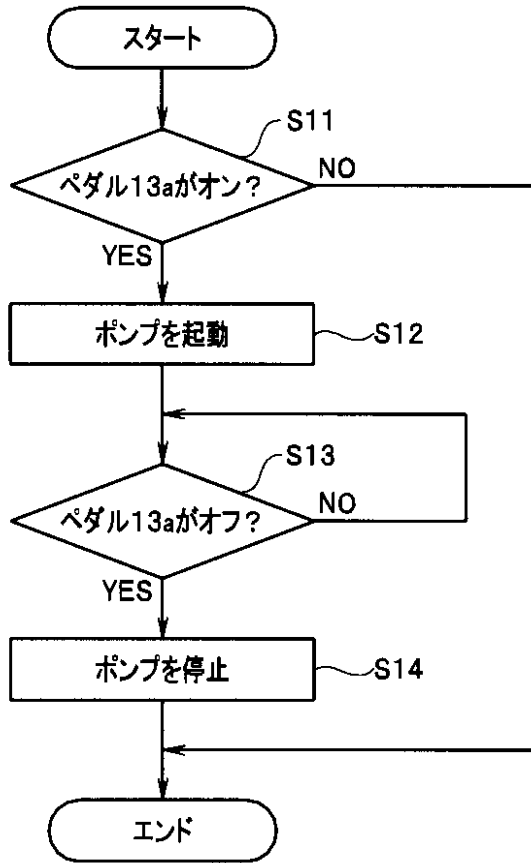 スタート
S11
ペダル13aがオン?
NO
YES
ポンプを起動
S12
S13
ペダル13aがオフ?
NO
YES
ポンプを停止
S14
エンド